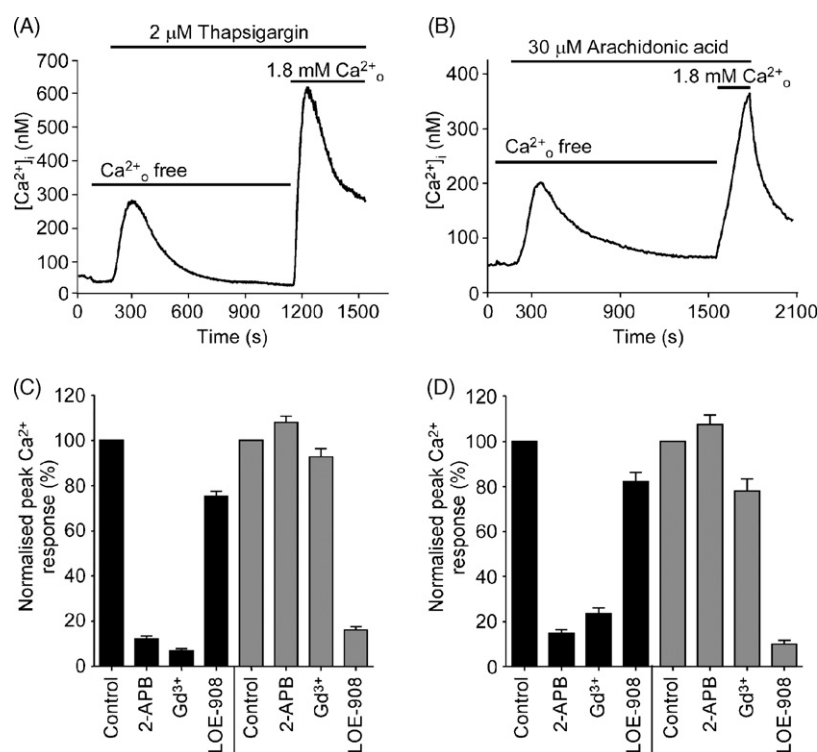 (A)
2 μM Thapsigargin
1.8 mM Ca²⁺ₒ
Ca²⁺ₒ free
[Ca²⁺]ᵢ (nM)
700
600
500
400
300
200
100
0
0 300 600 900 1200 1500
Time (s)
(B)
30 μM Arachidonic acid
1.8 mM Ca²⁺ₒ
Ca²⁺ₒ free
[Ca²⁺]ᵢ (nM)
400
300
200
100
0
0 300 900 1500 2100
Time (s)
(C)
Normalised peak Ca²⁺
response (%)
120
100
80
60
40
20
0
Control
2-APB
Gd³⁺
LOE-908
Control
2-APB
Gd³⁺
LOE-908
(D)
Normalised peak Ca²⁺
response (%)
120
100
80
60
40
20
0
Control
2-APB
Gd³⁺
LOE-908
Control
2-APB
Gd³⁺
LOE-908